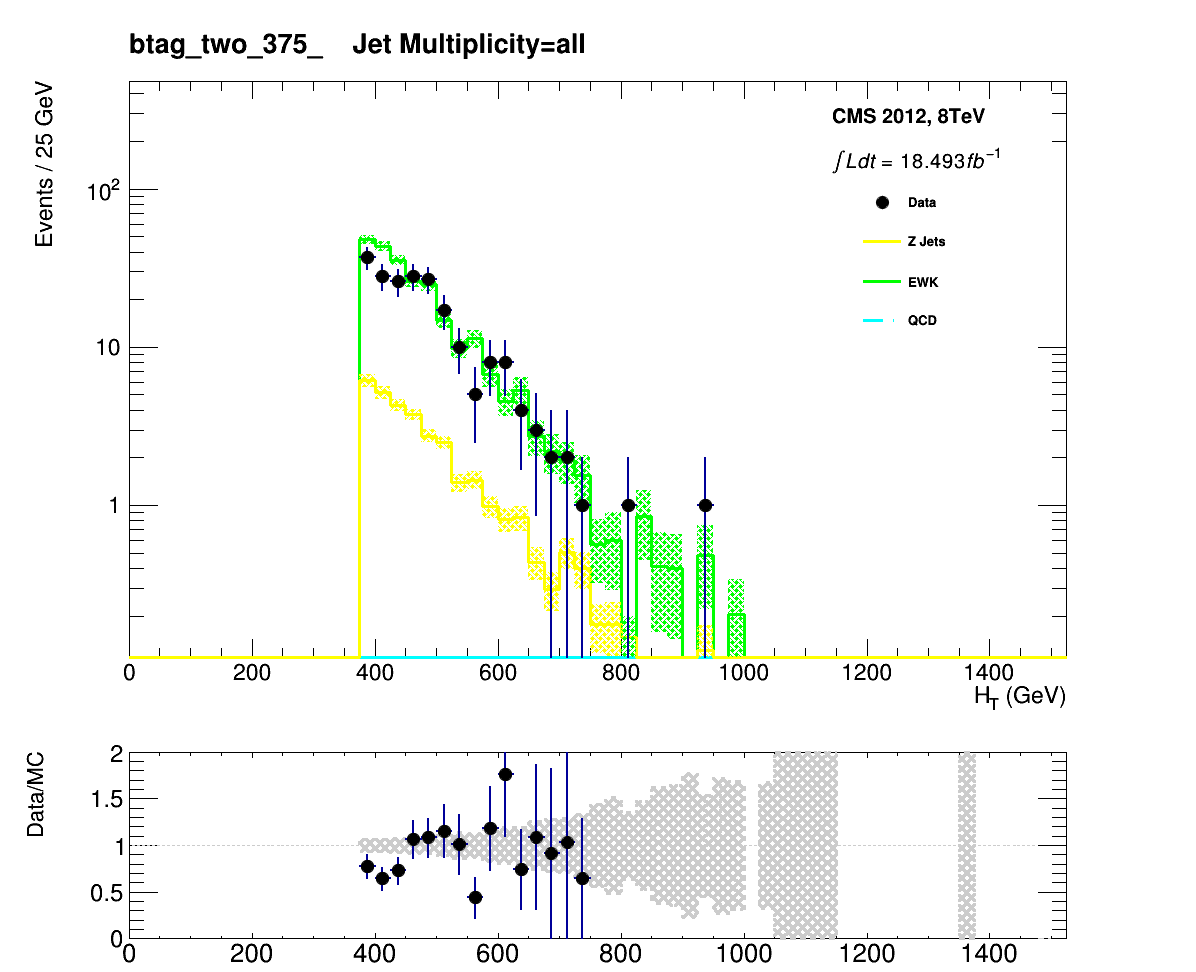 btag_two_375_ Jet Multiplicity=all
Events / 25 GeV
CMS 2012, 8TeV
∫Ldt = 18.493fb⁻¹
Data
Z Jets
EWK
QCD
10²
10
1
0 200 400 600 800 1000 1200 1400
H_T (GeV)
Data/MC
2
1.5
1
0.5
0
0 200 400 600 800 1000 1200 1400